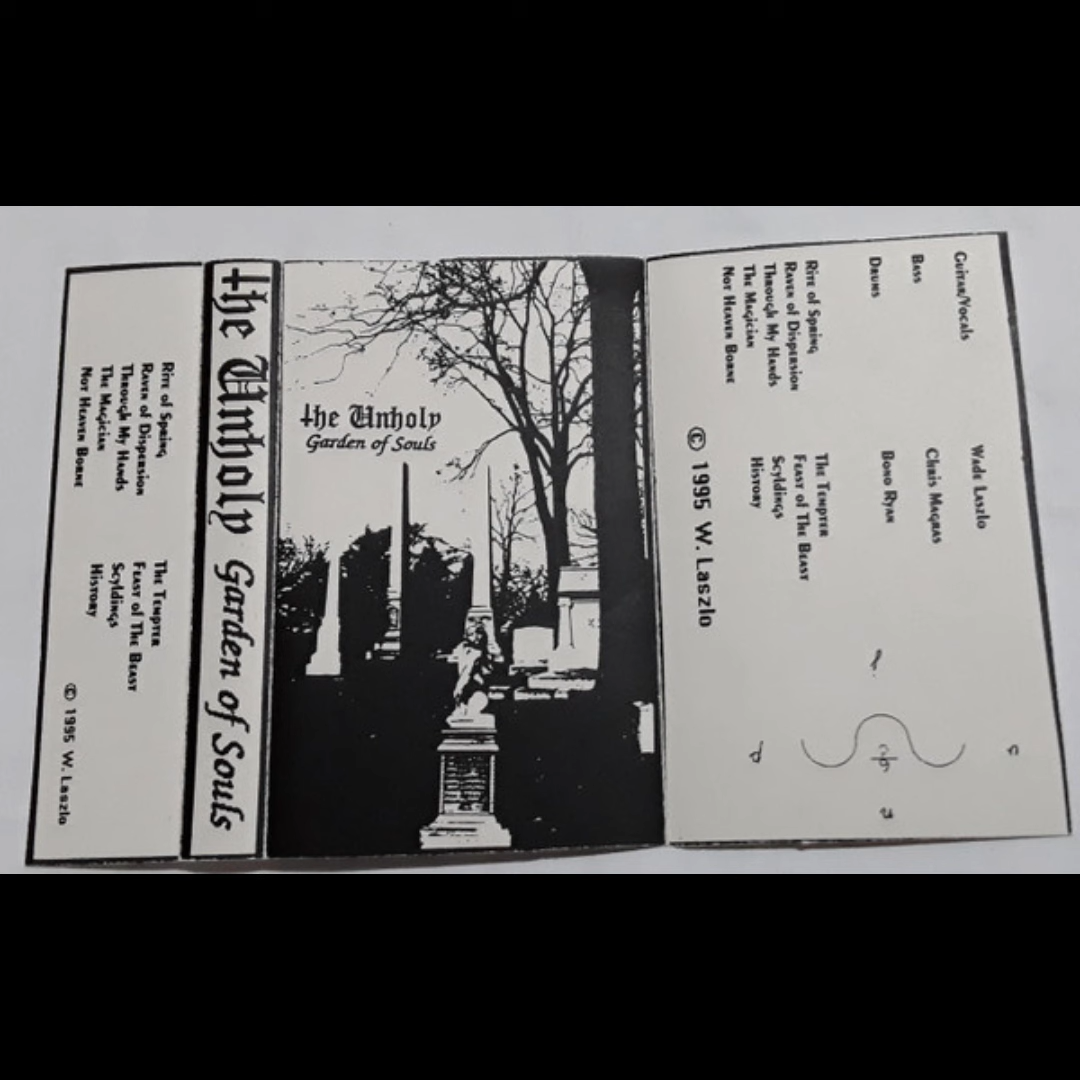 Rite of Spring
Raven of Dispersion
Through My Hands
The Magician
Not Heaven Borne
The Tempter
Feast of The Beast
Scyldings
History
© 1995 W. Laszlo
the Unholy Garden of Souls
the Unholy
Garden of Souls
Guitar/Vocals Wade Laszlo
Bass Chris Magras
Drums Bono Ryan
Rite of Spring
Raven of Dispersion
Through My Hands
The Magician
Not Heaven Borne
The Tempter
Feast of The Beast
Scyldings
History
© 1995 W. Laszlo